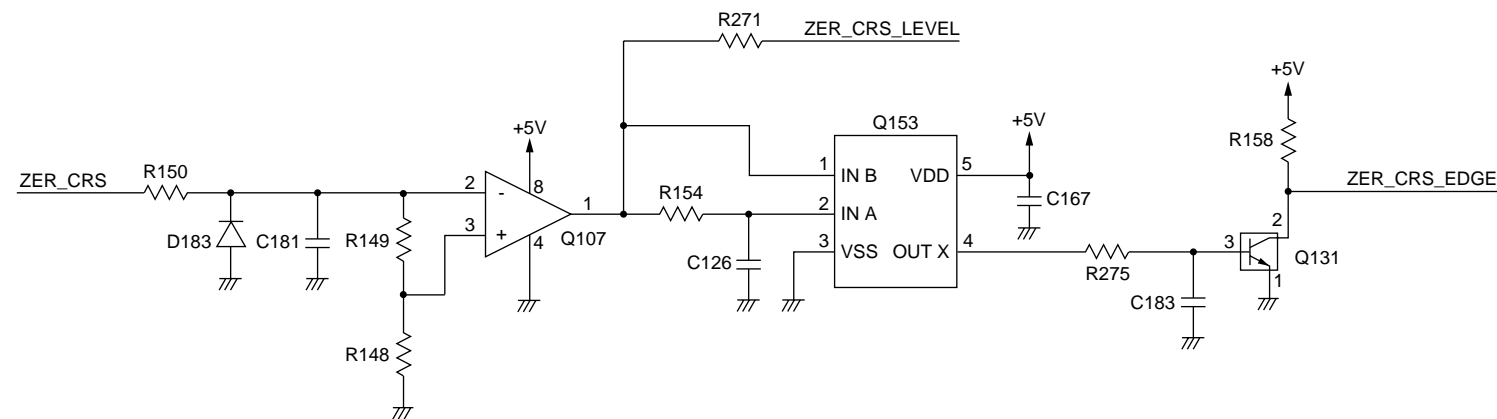 R271
ZER_CRS_LEVEL
+5V
+5V
Q153
+5V
R158
ZER_CRS
R150
2
-
8
1
IN B
VDD
5
ZER_CRS_EDGE
3
+
4
1
Q107
R154
2
IN A
C167
D183
C181
R149
C126
3
VSS
OUT X
4
R275
3
2
1
Q131
C183
R148